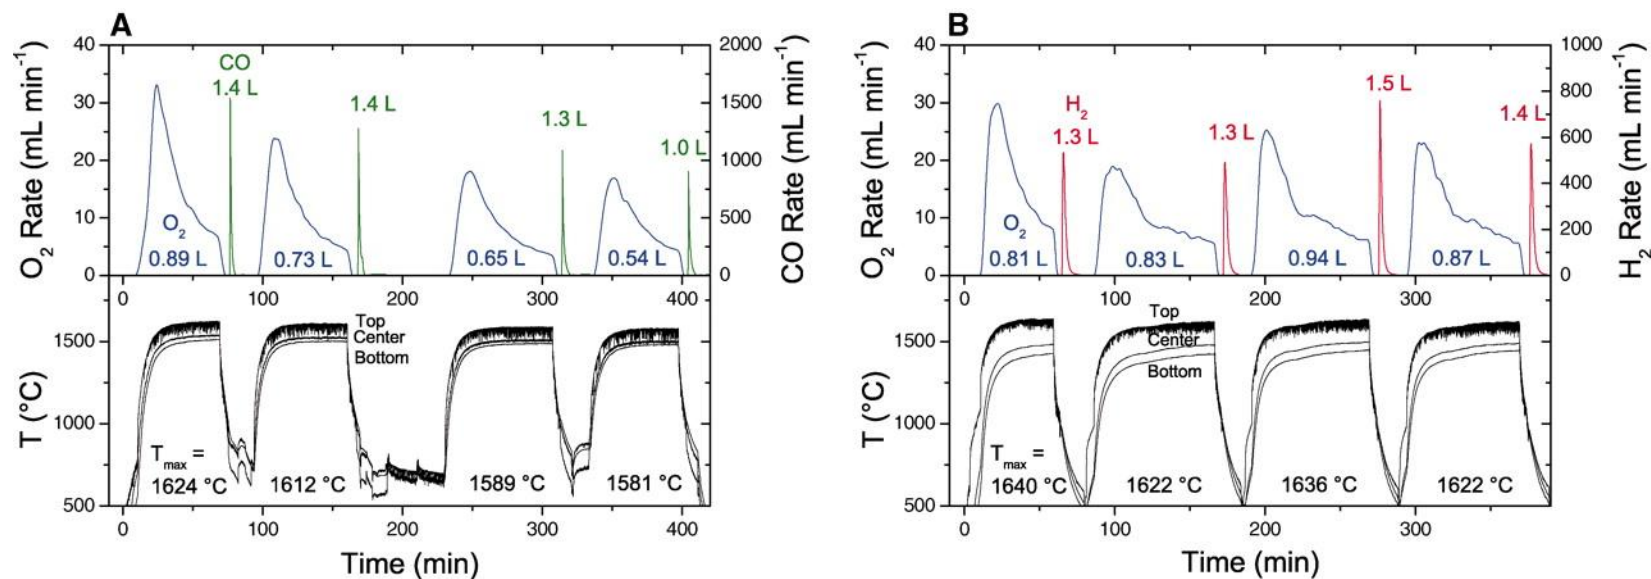 A
B
O₂ Rate (mL min⁻¹)
40
30
20
10
0
CO
1.4 L
1.4 L
1.3 L
1.0 L
O₂
0.89 L
0.73 L
0.65 L
0.54 L
2000
1500
1000
500
0
CO Rate (mL min⁻¹)
0
100
200
300
400
T (°C)
1500
1000
500
Top
Center
Bottom
Tmax =
1624 °C
1612 °C
1589 °C
1581 °C
0
100
200
300
400
Time (min)
O₂ Rate (mL min⁻¹)
40
30
20
10
0
H₂
1.3 L
1.3 L
1.5 L
1.4 L
O₂
0.81 L
0.83 L
0.94 L
0.87 L
1000
800
600
400
200
0
H₂ Rate (mL min⁻¹)
0
100
200
300
T (°C)
1500
1000
500
Top
Center
Bottom
Tmax =
1640 °C
1622 °C
1636 °C
1622 °C
0
100
200
300
Time (min)